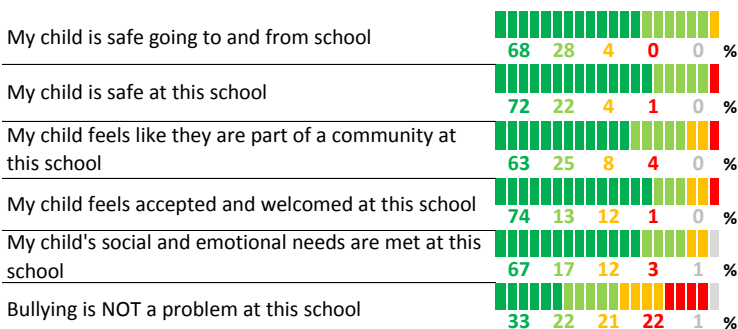 My child is safe going to and from school
68 28 4 0 0 %
My child is safe at this school
72 22 4 1 0 %
My child feels like they are part of a community at
this school
63 25 8 4 0 %
My child feels accepted and welcomed at this school
74 13 12 1 0 %
My child's social and emotional needs are met at this
school
67 17 12 3 1 %
Bullying is NOT a problem at this school
33 22 21 22 1 %